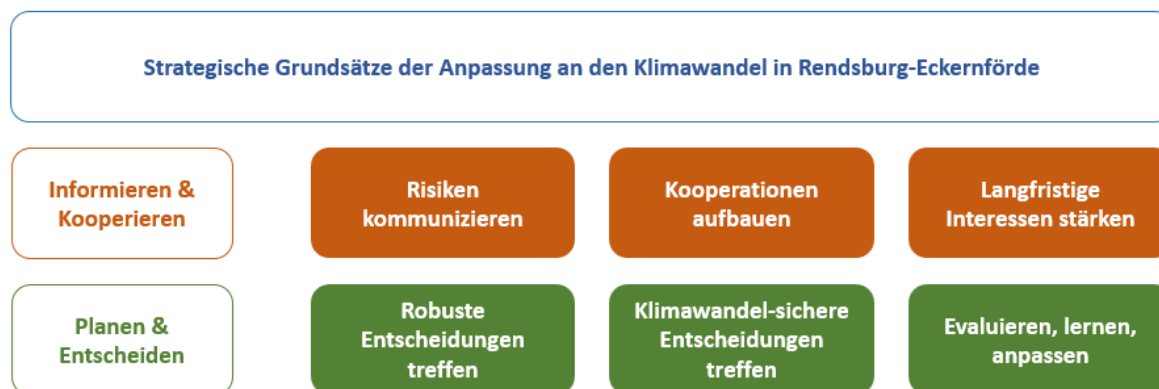 Strategische Grundsätze der Anpassung an den Klimawandel in Rendsburg-Eckernförde
Informieren &
Kooperieren
Risiken
kommunizieren
Kooperationen
aufbauen
Langfristige
Interessen stärken
Planen &
Entscheiden
Robuste
Entscheidungen
treffen
Klimawandel-sichere
Entscheidungen
treffen
Evaluieren, lernen,
anpassen